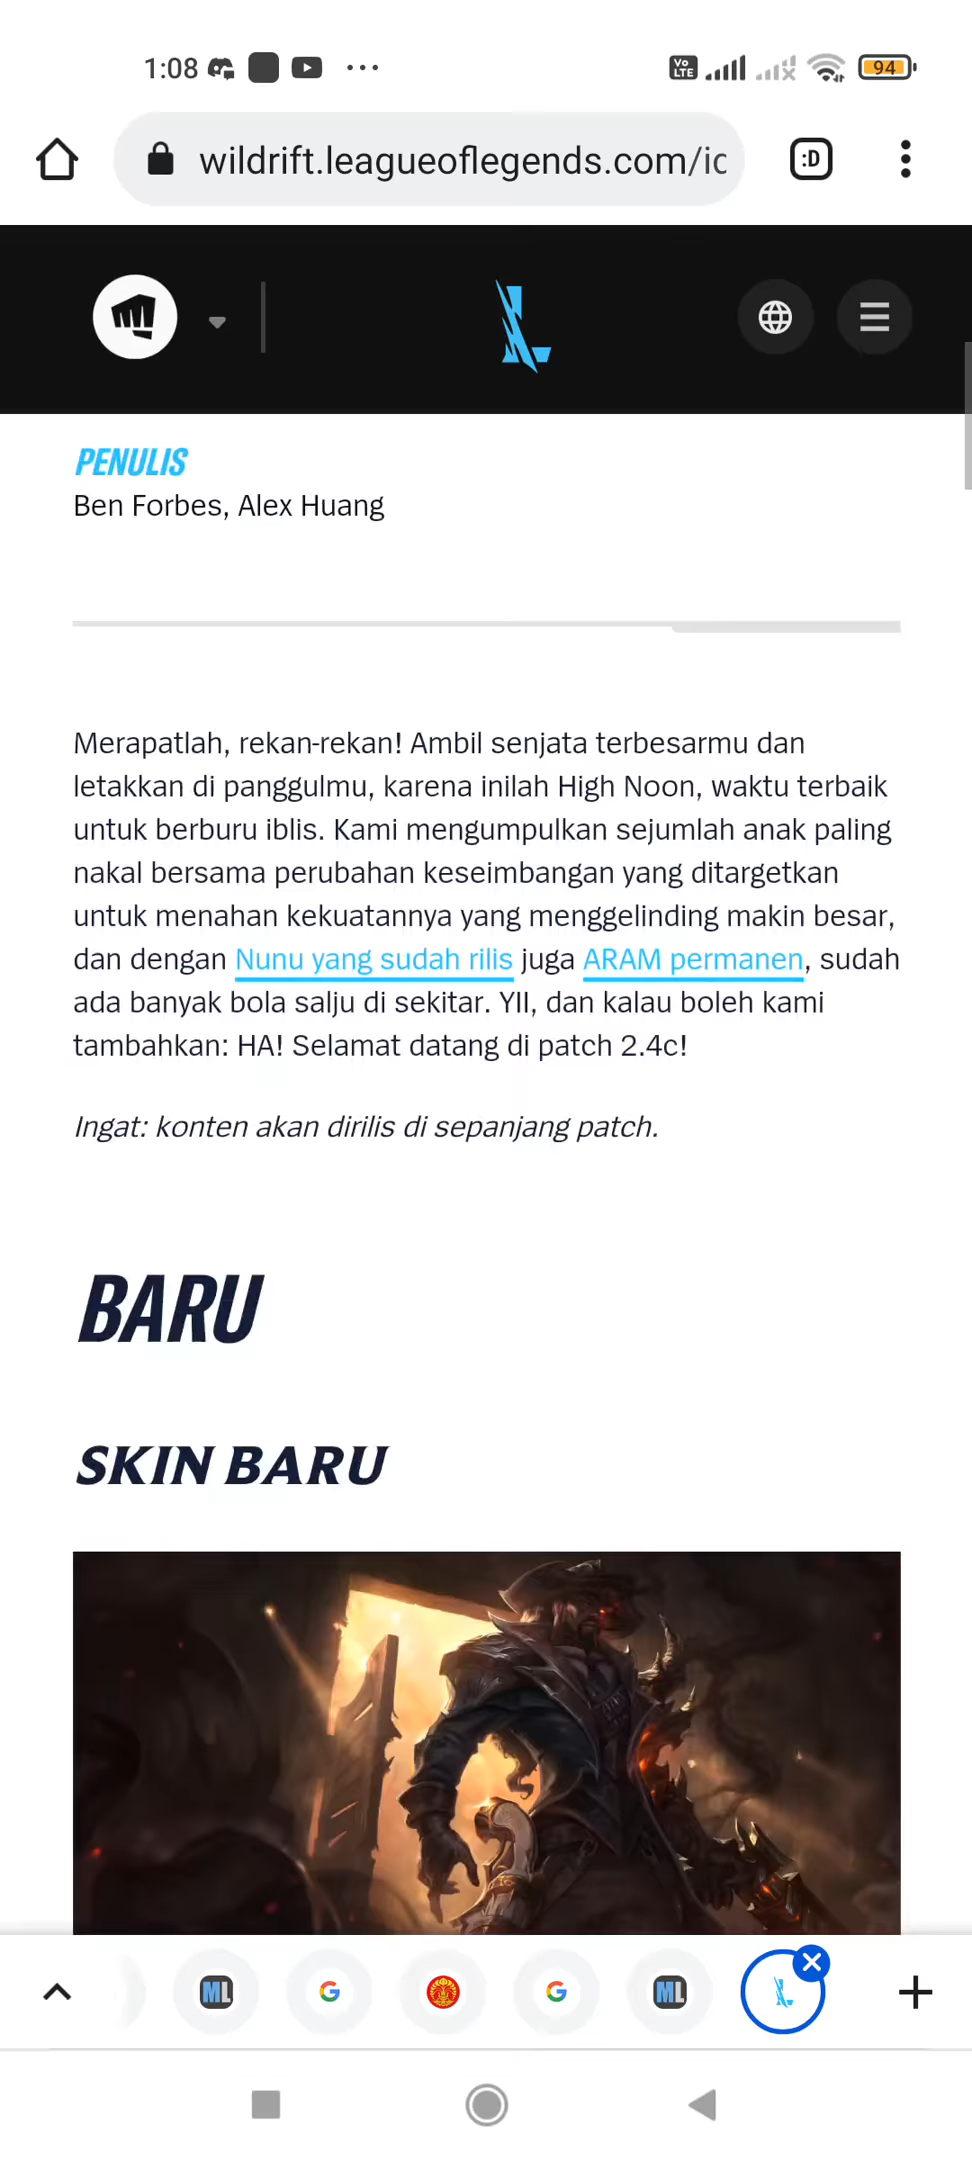 1:08
Vo LTE
94
wildrift.leagueoflegends.com/ic
:D
PENULIS
Ben Forbes, Alex Huang
Merapatlah, rekan-rekan! Ambil senjata terbesarmu dan
letakkan di panggulmu, karena inilah High Noon, waktu terbaik
untuk berburu iblis. Kami mengumpulkan sejumlah anak paling
nakal bersama perubahan keseimbangan yang ditargetkan
untuk menahan kekuatannya yang menggelinding makin besar,
dan dengan Nunu yang sudah rilis juga ARAM permanen, sudah
ada banyak bola salju di sekitar. YII, dan kalau boleh kami
tambahkan: HA! Selamat datang di patch 2.4c!
Ingat: konten akan dirilis di sepanjang patch.
BARU
SKIN BARU
ML
G
G
ML